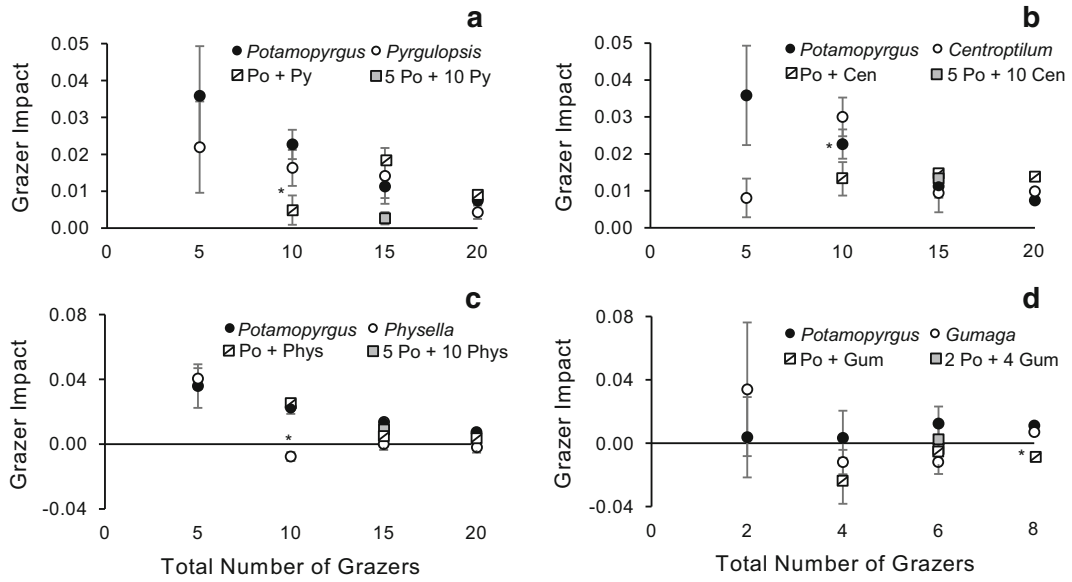 a
Grazer Impact
Potamopyrgus Pyrgulopsis
Po + Py 5 Po + 10 Py
0.05
0.04
0.03
0.02
0.01
0.00
*
0 5 10 15 20
b
Grazer Impact
Potamopyrgus Centroptilum
Po + Cen 5 Po + 10 Cen
0.05
0.04
0.03
0.02
0.01
0.00
*
0 5 10 15 20
c
Grazer Impact
Potamopyrgus Physella
Po + Phys 5 Po + 10 Phys
0.08
0.04
0.00
-0.04
*
0 5 10 15 20
Total Number of Grazers
d
Grazer Impact
Potamopyrgus Gumaga
Po + Gum 2 Po + 4 Gum
0.08
0.04
0.00
-0.04
*
0 2 4 6 8
Total Number of Grazers